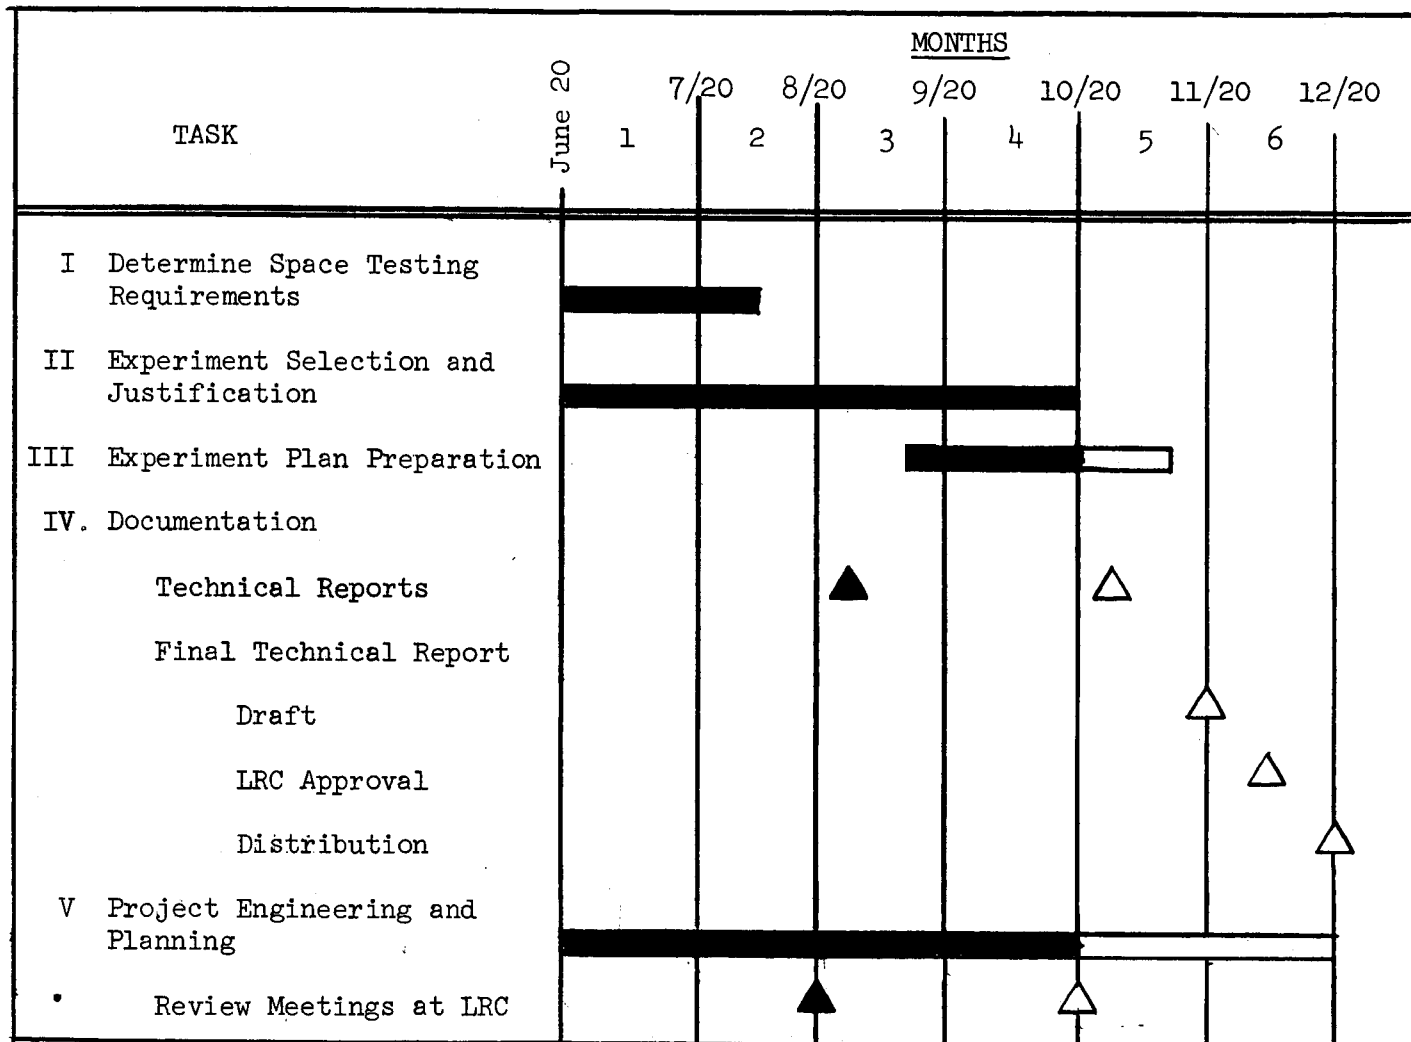 MONTHS
June 20 7/20 8/20 9/20 10/20 11/20 12/20
TASK 1 2 3 4 5 6
I Determine Space Testing
Requirements
II Experiment Selection and
Justification
III Experiment Plan Preparation
IV. Documentation
Technical Reports
Final Technical Report
Draft
LRC Approval
Distribution
V Project Engineering and
Planning
Review Meetings at LRC